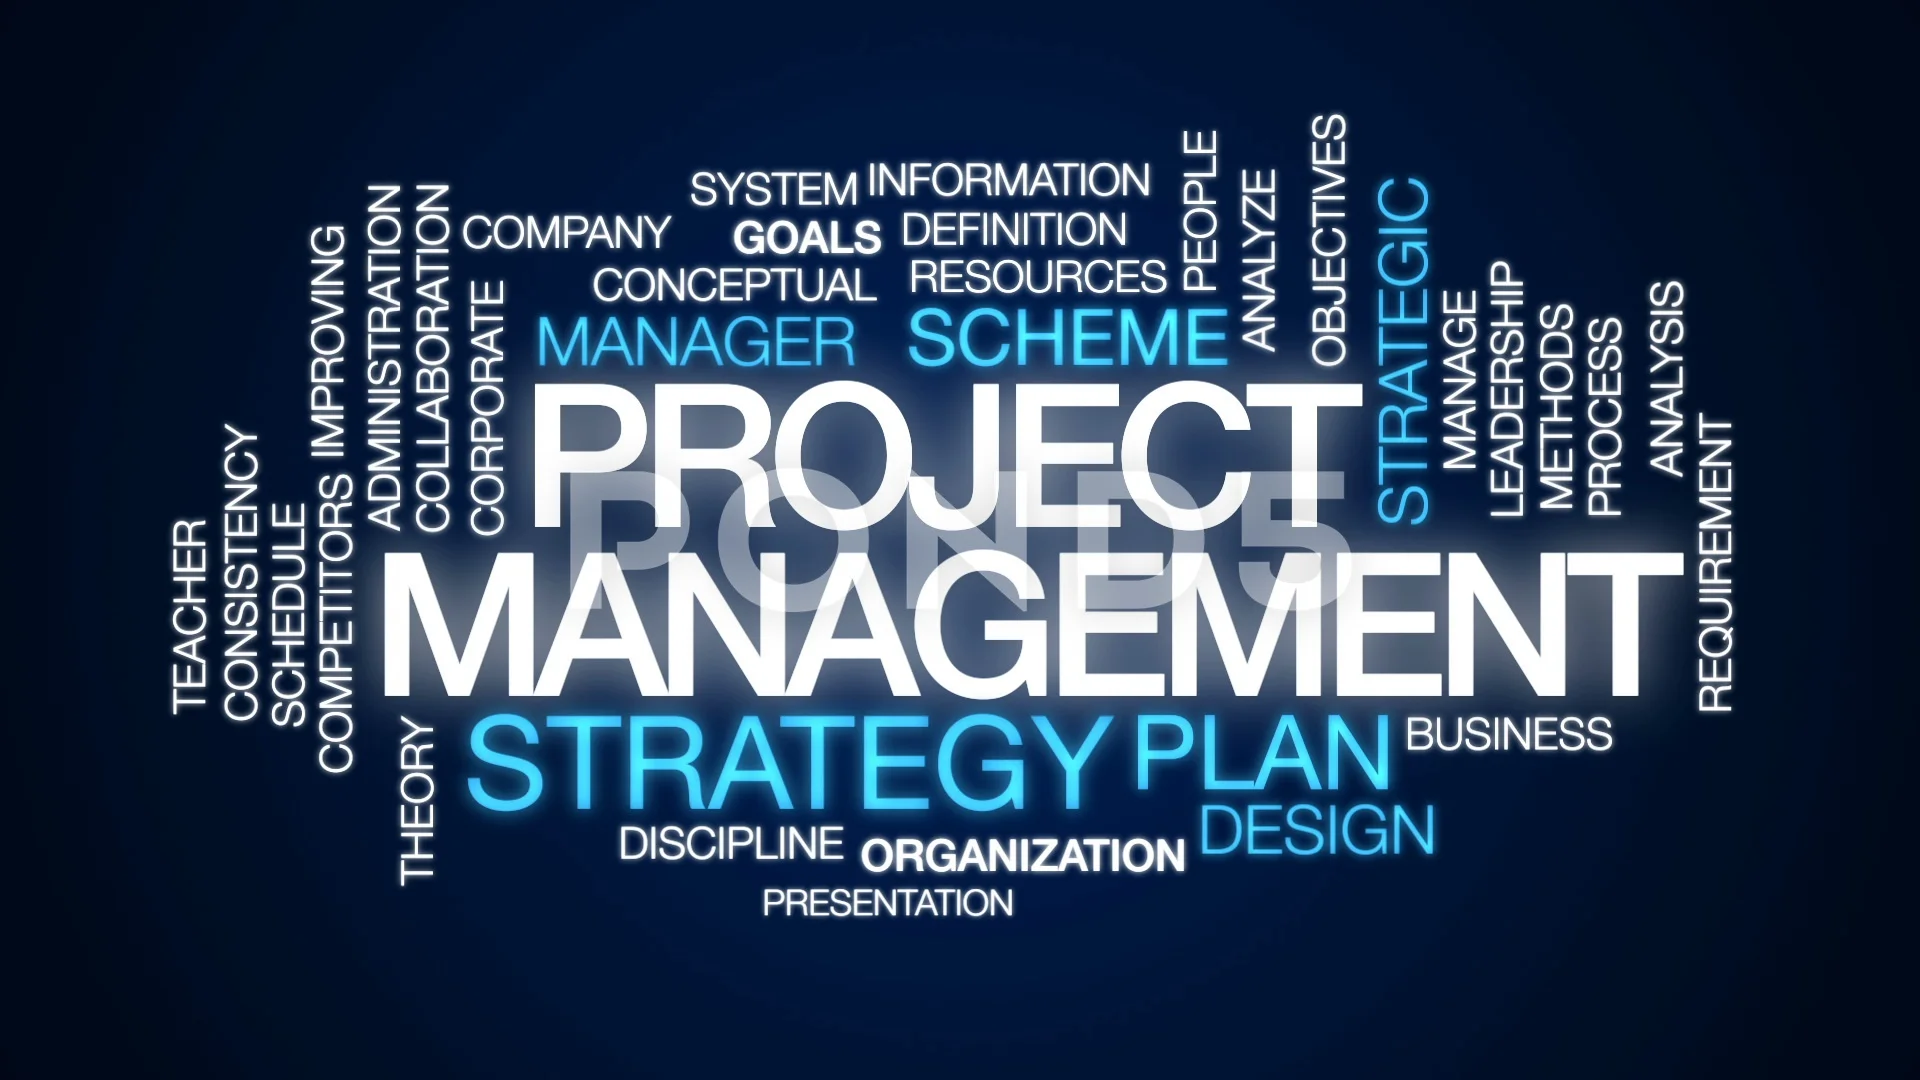 SYSTEM
INFORMATION
COMPANY
GOALS
DEFINITION
CONCEPTUAL
RESOURCES
MANAGER
SCHEME
PEOPLE
ANALYZE
OBJECTIVES
STRATEGIC
MANAGE
LEADERSHIP
METHODS
PROCESS
ANALYSIS
REQUIREMENT
TEACHER
CONSISTENCY
SCHEDULE
IMPROVING
COMPETITORS
ADMINISTRATION
COLLABORATION
CORPORATE
PROJECT
POND5
MANAGEMENT
THEORY
STRATEGY
PLAN
BUSINESS
DESIGN
DISCIPLINE
ORGANIZATION
PRESENTATION